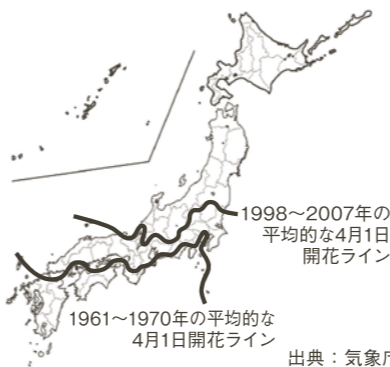 1998〜2007年の
平均的な4月1日
開花ライン
1961〜1970年の平均的な
4月1日開花ライン
出典：気象庁